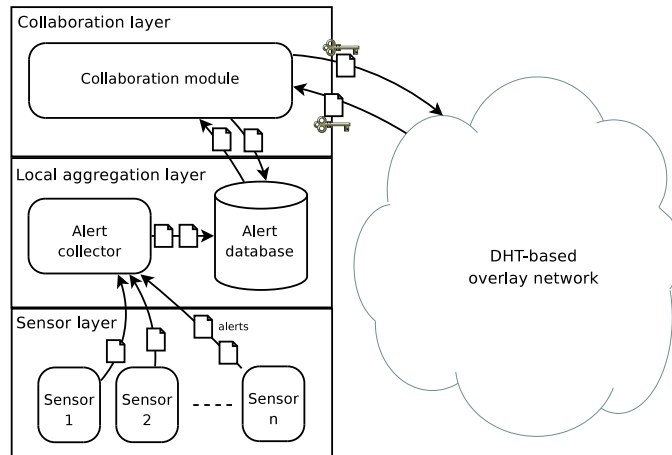 Collaboration layer
Collaboration module
Local aggregation layer
Alert
collector
Alert
database
DHT-based
overlay network
Sensor layer
alerts
Sensor
1
Sensor
2
Sensor
n